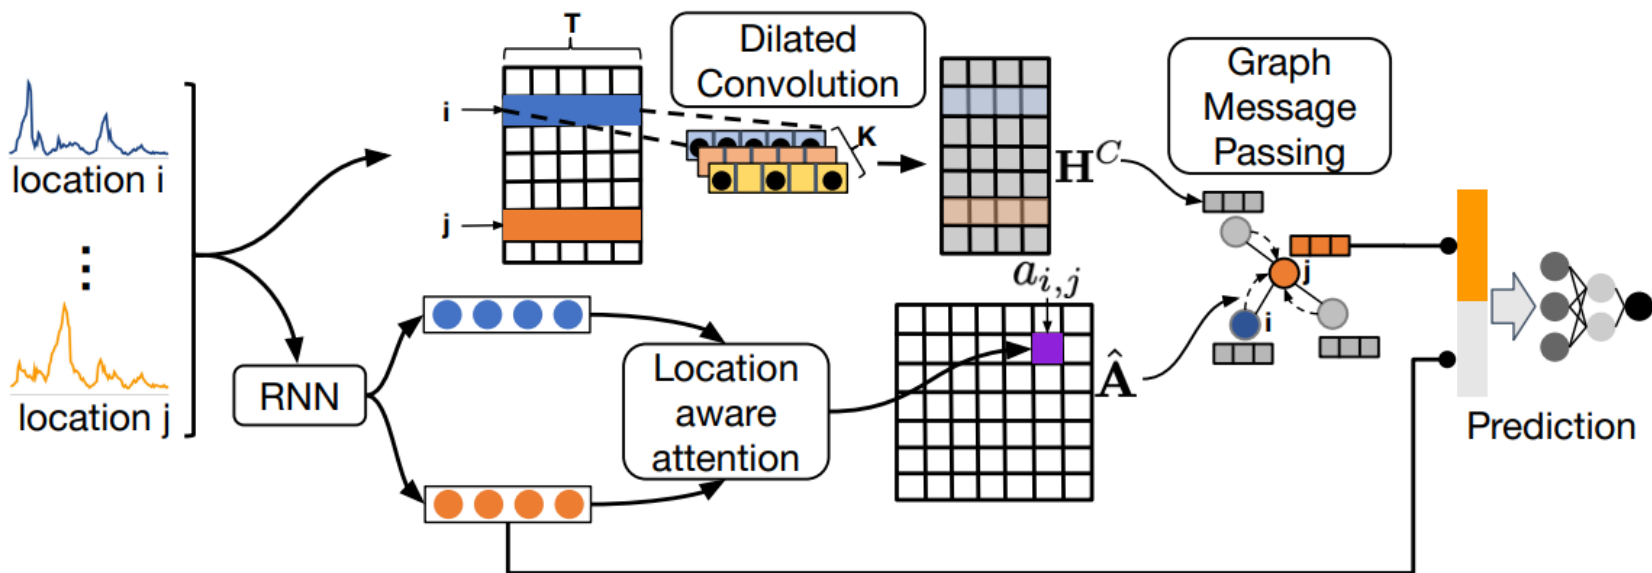 T
Dilated
Convolution
Graph
Message
Passing
location i
i
K
H^C
j
a_{i,j}
j
i
location j
RNN
Location
aware
attention
Â
Prediction